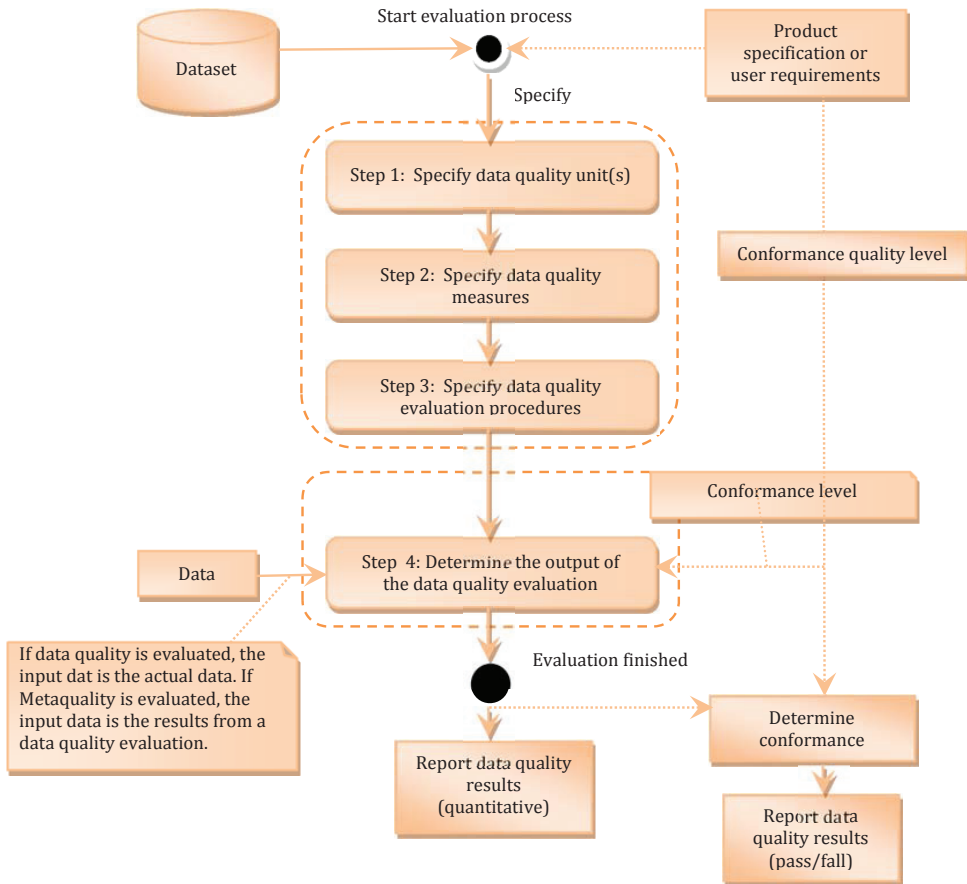 Start evaluation process
Dataset
Product
specification or
user requirements
Specify
Step 1:  Specify data quality unit(s)
Step 2:  Specify data quality
measures
Conformance quality level
Step 3:  Specify data quality
evaluation procedures
Conformance level
Step  4: Determine the output of
the data quality evaluation
Data
If data quality is evaluated, the
input dat is the actual data. If
Metaquality is evaluated, the
input data is the results from a
data quality evaluation.
Evaluation finished
Determine
conformance
Report data quality
results
(quantitative)
Report data
quality results
(pass/fall)